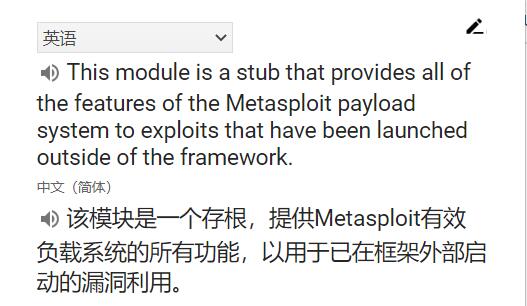 英语
This module is a stub that provides all of
the features of the Metasploit payload
system to exploits that have been launched
outside of the framework.
中文（简体）
该模块是一个存根，提供Metasploit有效
负载系统的所有功能，以用于已在框架外部启
动的漏洞利用。